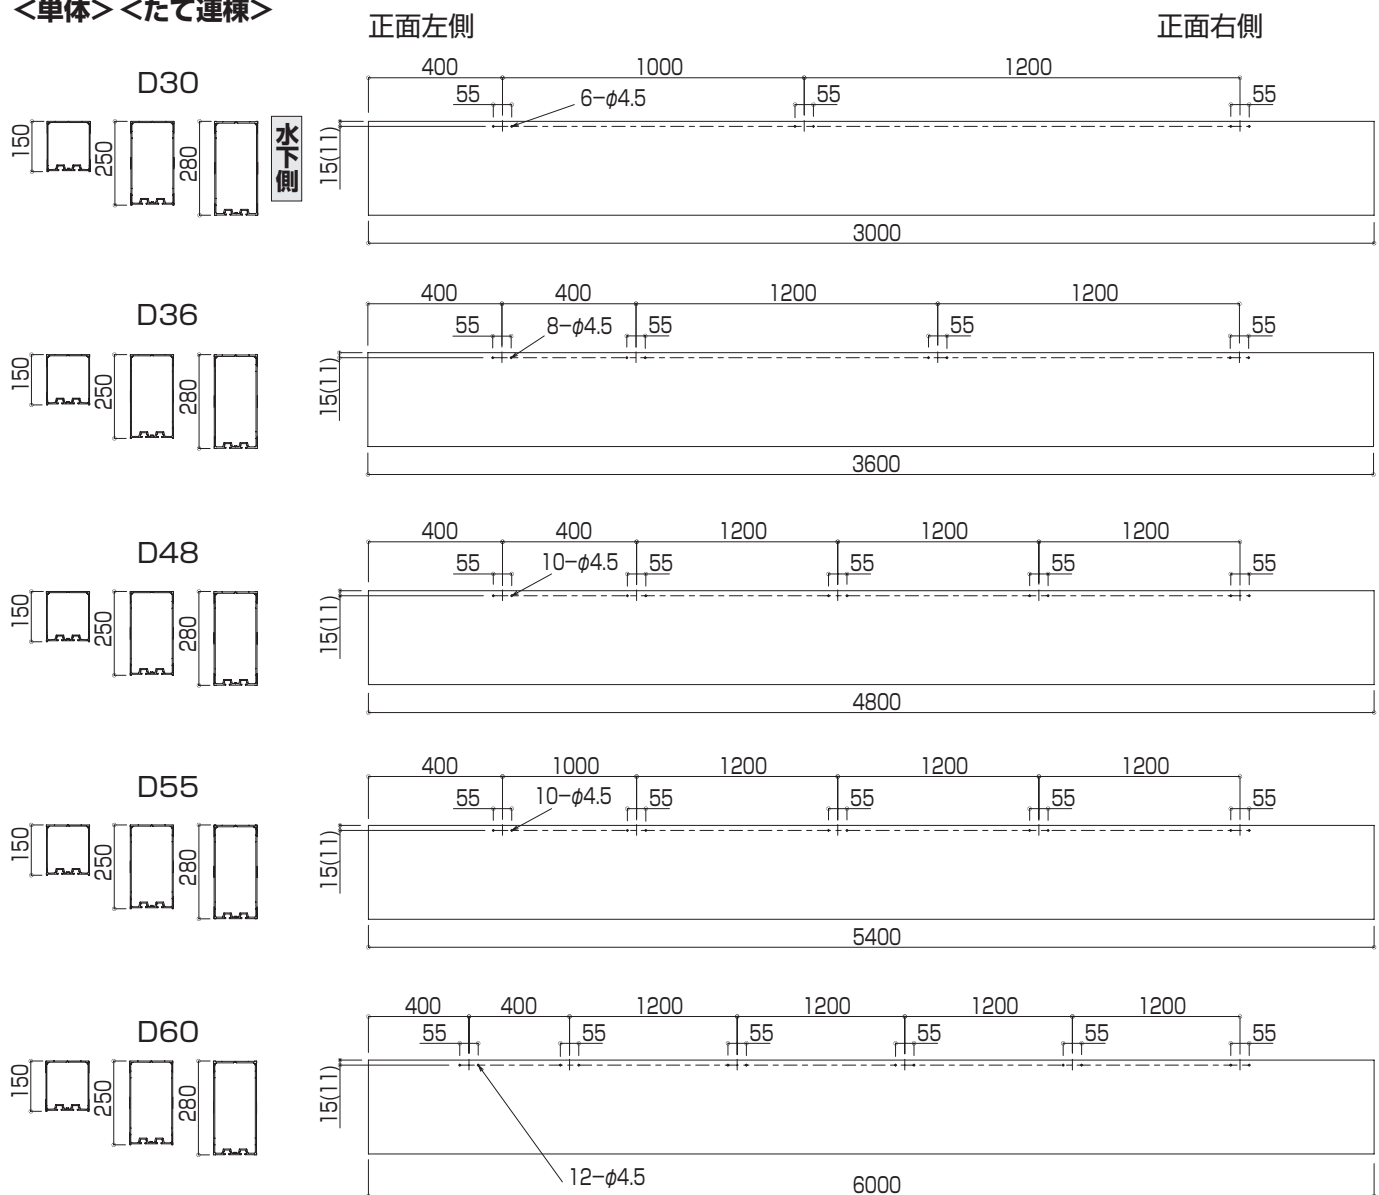 <単体><たて連棟>
正面左側 正面右側
D30
400 1000 1200
55 6-φ4.5 55 55
150 250 280 水下側 15(11)
3000
D36
400 400 1200 1200
55 8-φ4.5 55 55 55
150 250 280 15(11)
3600
D48
400 400 1200 1200 1200
55 10-φ4.5 55 55 55 55
150 250 280 15(11)
4800
D55
400 1000 1200 1200 1200
55 10-φ4.5 55 55 55 55
150 250 280 15(11)
5400
D60
400 400 1200 1200 1200 1200
55 55 55 55 55 55
150 250 280 15(11)
12-φ4.5
6000